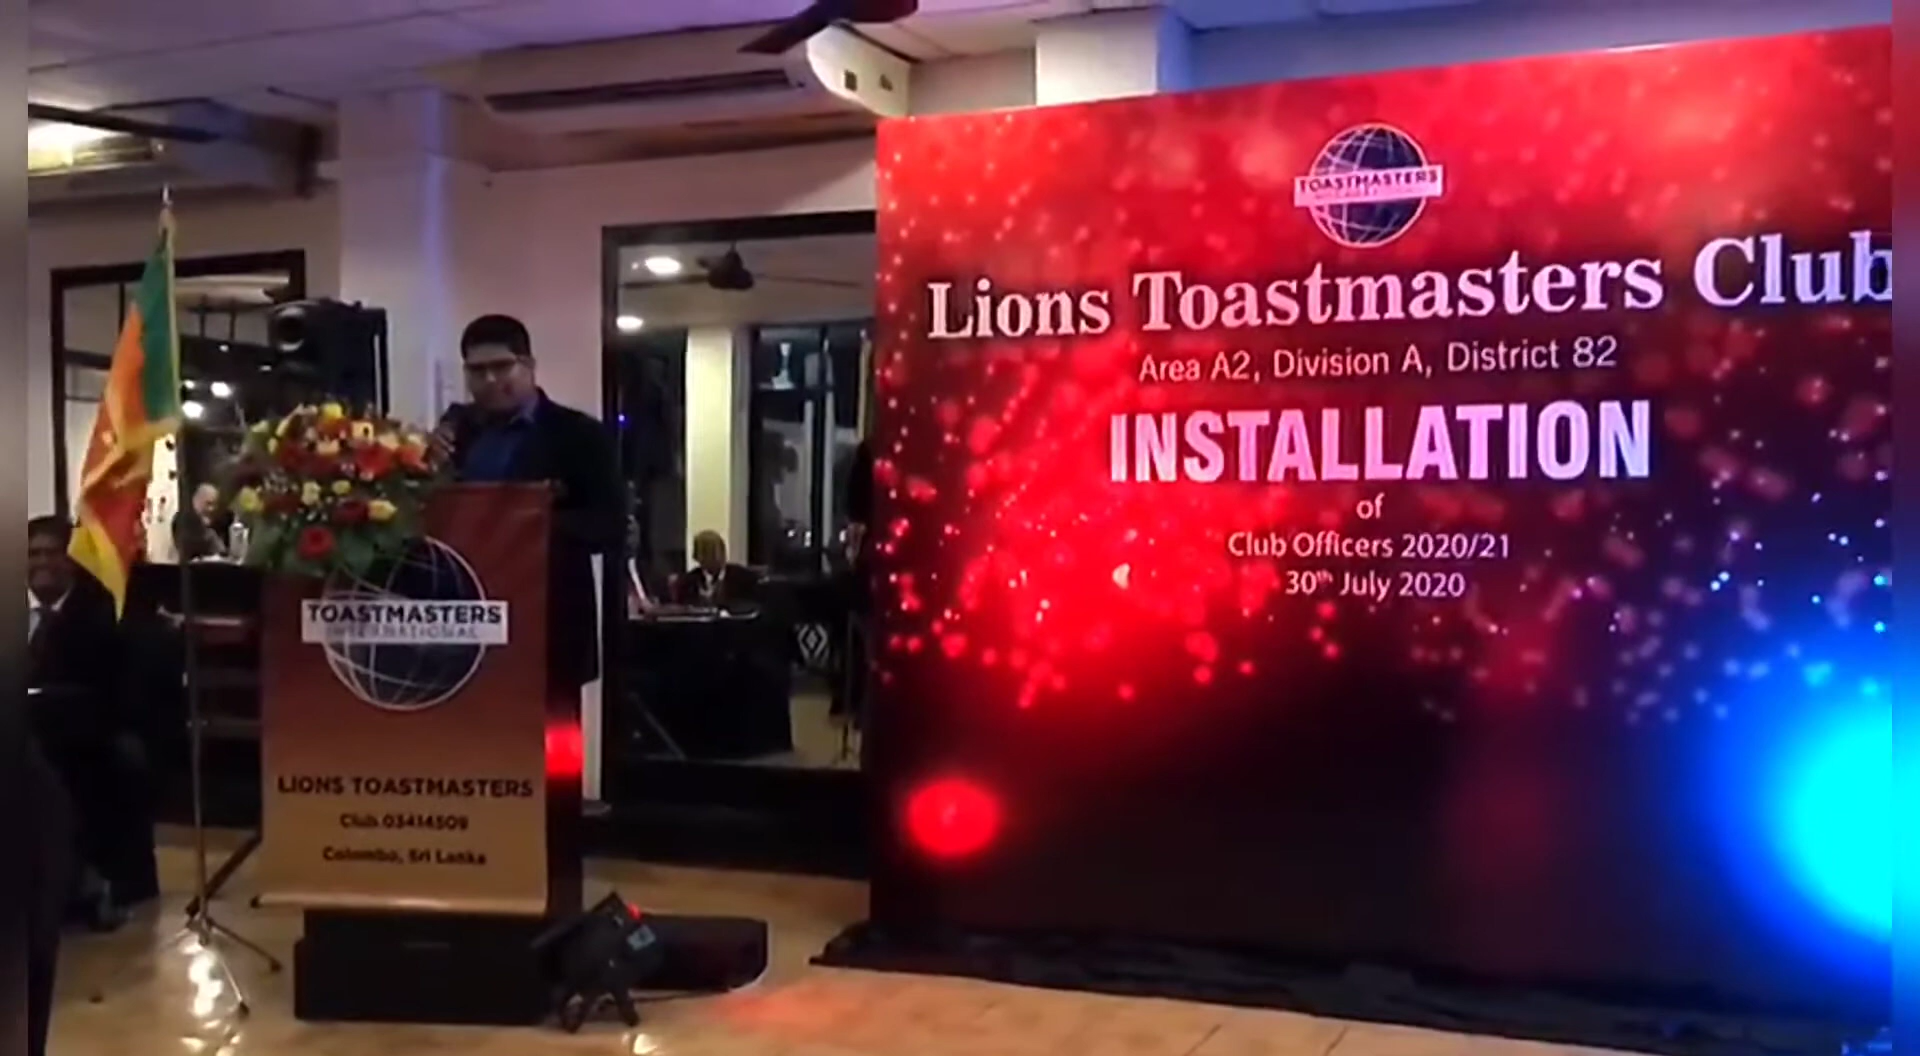 TOASTMASTERS
Lions Toastmasters Club
Area A2, Division A, District 82
INSTALLATION
of
Club Officers 2020/21
30th July 2020
TOASTMASTERS
INTERNATIONAL
LIONS TOASTMASTERS
Club 03414509
Colombo, Sri Lanka